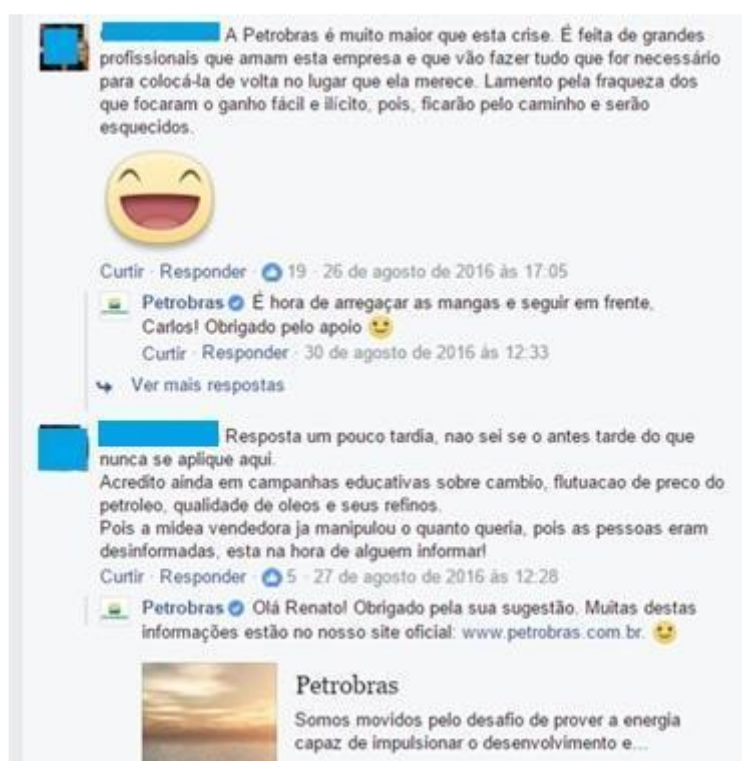 A Petrobras é muito maior que esta crise. É feita de grandes
profissionais que amam esta empresa e que vão fazer tudo que for necessário
para colocá-la de volta no lugar que ela merece. Lamento pela fraqueza dos
que focaram o ganho fácil e ilícito, pois, ficarão pelo caminho e serão
esquecidos.
Curtir · Responder · 19 · 26 de agosto de 2016 às 17:05
Petrobras É hora de arregaçar as mangas e seguir em frente,
Carlos! Obrigado pelo apoio
Curtir · Responder · 30 de agosto de 2016 às 12:33
Ver mais respostas
Resposta um pouco tardia, nao sei se o antes tarde do que
nunca se aplique aqui.
Acredito ainda em campanhas educativas sobre cambio, flutuacao de preco do
petroleo, qualidade de oleos e seus refinos.
Pois a midea vendedora ja manipulou o quanto queria, pois as pessoas eram
desinformadas, esta na hora de alguem informar!
Curtir · Responder · 5 · 27 de agosto de 2016 às 12:28
Petrobras Olá Renato! Obrigado pela sua sugestão. Muitas destas
informações estão no nosso site oficial: www.petrobras.com.br.
Petrobras
Somos movidos pelo desafio de prover a energia
capaz de impulsionar o desenvolvimento e...